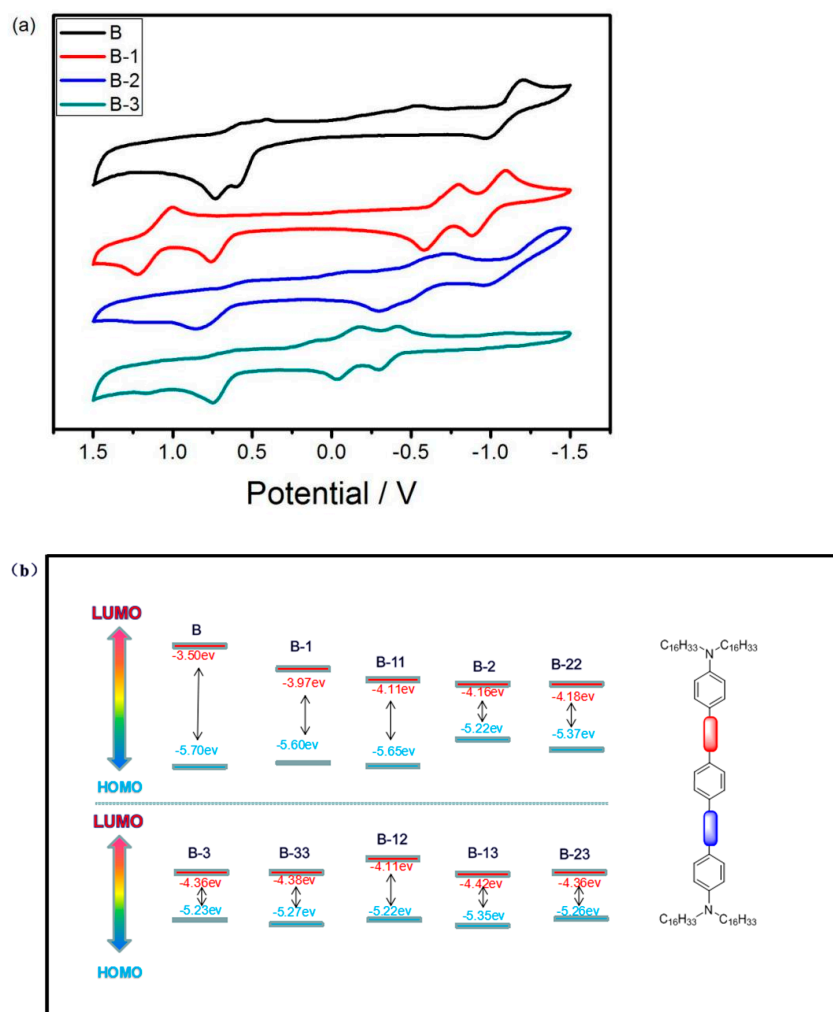 (a)
B
B-1
B-2
B-3
1.5 1.0 0.5 0.0 -0.5 -1.0 -1.5
Potential / V
(b)
LUMO
HOMO
B B-1 B-11 B-2 B-22
-3.50ev -3.97ev -4.11ev -4.16ev -4.18ev
-5.70ev -5.60ev -5.65ev -5.22ev -5.37ev
LUMO
HOMO
B-3 B-33 B-12 B-13 B-23
-4.36ev -4.38ev -4.11ev -4.42ev -4.36ev
-5.23ev -5.27ev -5.22ev -5.35ev -5.26ev
C16H33 N C16H33
C16H33 N C16H33